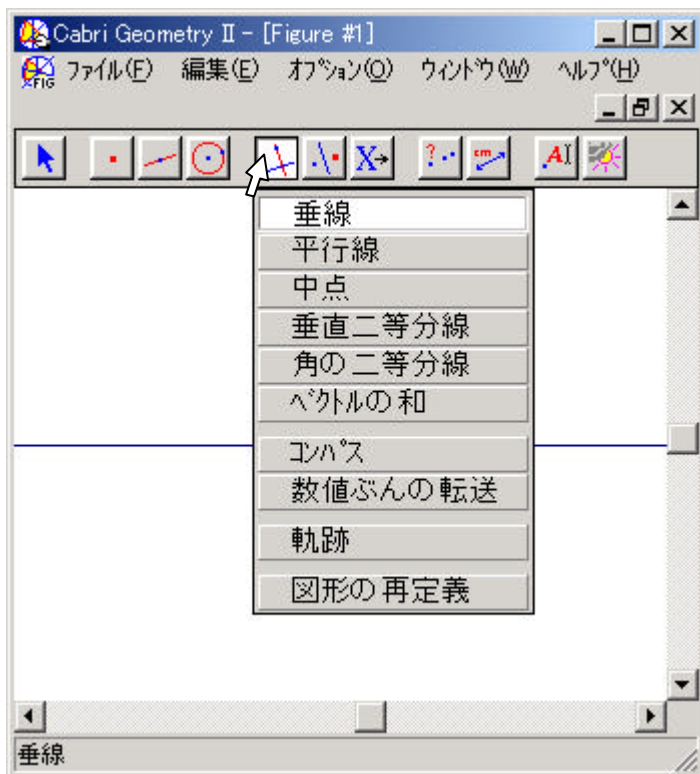 Cabri Geometry II - [Figure #1]
FIG ﾌｧｲﾙ(F) 編集(E) ｵﾌﾟｼｮﾝ(O) ｳｨﾝﾄﾞｳ(W) ﾍﾙﾌﾟ(H)
X ? cm AI
垂線
平行線
中点
垂直二等分線
角の二等分線
ﾍﾞｸﾄﾙの和
ｺﾝﾊﾟｽ
数値ぶんの転送
軌跡
図形の再定義
垂線